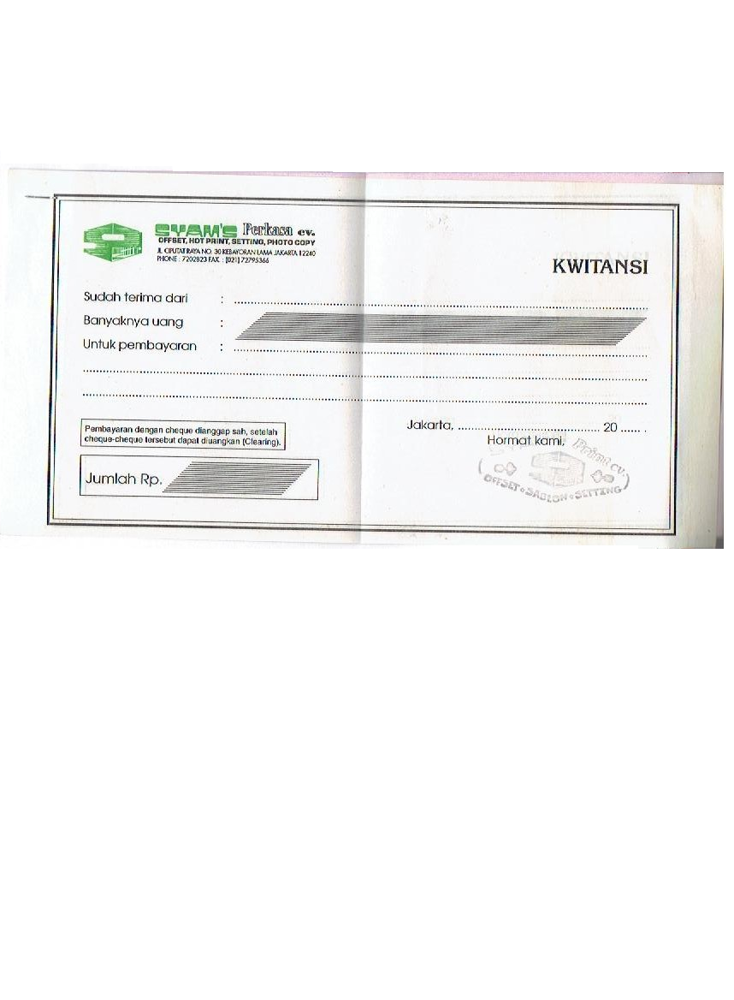 SYAM'S Perkasa cv.
OFFSET, HOT PRINT, SETTING, PHOTO COPY
JL. CIPUTAT RAYA NO. 30 KEBAYORAN LAMA JAKARTA 12240
PHONE : 7202823 FAX. : (021) 72795366
KWITANSI
Sudah terima dari : ....................
Banyaknya uang :
Untuk pembayaran : ....................
Jakarta, .................... 20 ...... .
Hormat kami,
Pembayaran dengan cheque dianggap sah, setelah
cheque-cheque tersebut dapat diuangkan (Clearing).
Jumlah Rp.
Prima cv.
OFFSET SABLON SETTING